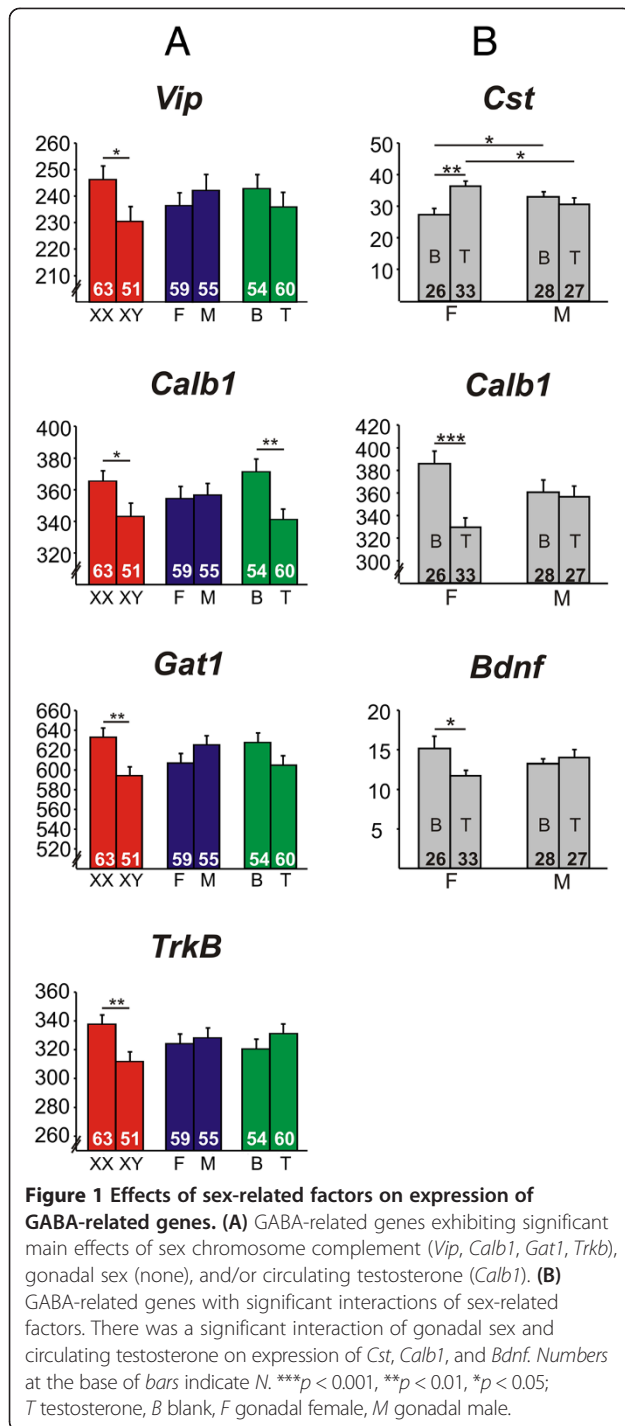 A
B
Vip
260
250
240
230
220
210
*
63 51 59 55 54 60
XX XY F M B T
Cst
50
40
30
20
10
*
** *
B T B T
26 33 28 27
F M
Calb1
400
380
360
340
320
* **
63 51 59 55 54 60
XX XY F M B T
Calb1
420
400
380
360
340
320
300
***
B T B T
26 33 28 27
F M
Gat1
660
640
620
600
580
560
540
520
**
63 51 59 55 54 60
XX XY F M B T
Bdnf
20
15
10
5
*
B T B T
26 33 28 27
F M
TrkB
360
340
320
300
280
260
**
63 51 59 55 54 60
XX XY F M B T
Figure 1 Effects of sex-related factors on expression of
GABA-related genes. (A) GABA-related genes exhibiting significant
main effects of sex chromosome complement (Vip, Calb1, Gat1, Trkb),
gonadal sex (none), and/or circulating testosterone (Calb1). (B)
GABA-related genes with significant interactions of sex-related
factors. There was a significant interaction of gonadal sex and
circulating testosterone on expression of Cst, Calb1, and Bdnf. Numbers
at the base of bars indicate N. ***p < 0.001, **p < 0.01, *p < 0.05;
T testosterone, B blank, F gonadal female, M gonadal male.